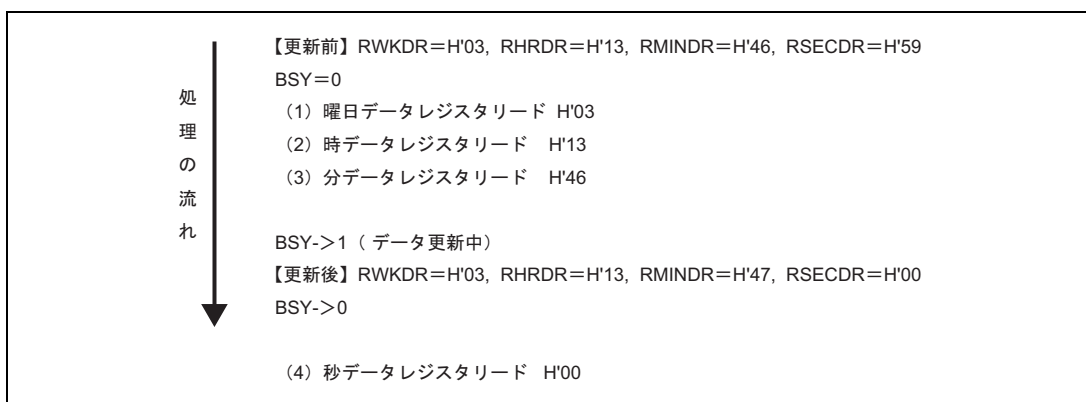 処理の流れ
【更新前】RWKDR＝H'03, RHRDR＝H'13, RMINDR＝H'46, RSECDR＝H'59
BSY＝0
（1）曜日データレジスタリード H'03
（2）時データレジスタリード　H'13
（3）分データレジスタリード　H'46
BSY-＞1（ データ更新中）
【更新後】RWKDR＝H'03, RHRDR＝H'13, RMINDR＝H'47, RSECDR＝H'00
BSY-＞0
（4）秒データレジスタリード H'00